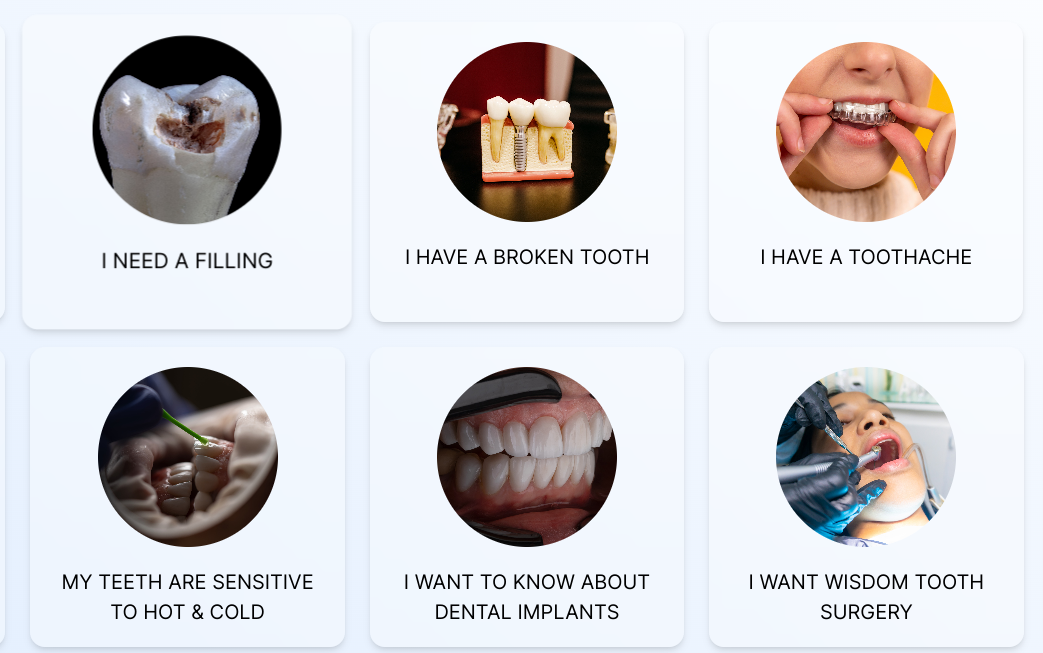 I NEED A FILLING
I HAVE A BROKEN TOOTH
I HAVE A TOOTHACHE
MY TEETH ARE SENSITIVE
TO HOT & COLD
I WANT TO KNOW ABOUT
DENTAL IMPLANTS
I WANT WISDOM TOOTH
SURGERY